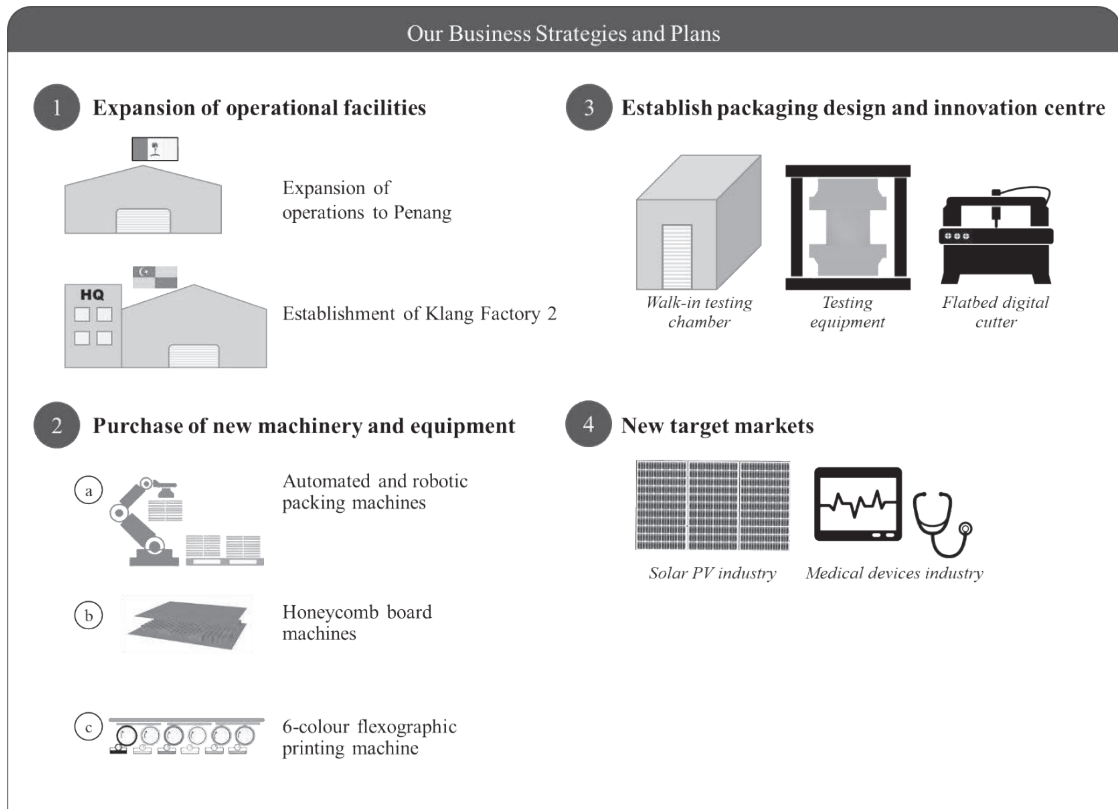 Our Business Strategies and Plans
1
Expansion of operational facilities
Expansion of
operations to Penang
HQ
Establishment of Klang Factory 2
2
Purchase of new machinery and equipment
a
Automated and robotic
packing machines
b
Honeycomb board
machines
c
6-colour flexographic
printing machine
3
Establish packaging design and innovation centre
Walk-in testing
chamber
Testing
equipment
Flatbed digital
cutter
4
New target markets
Solar PV industry
Medical devices industry